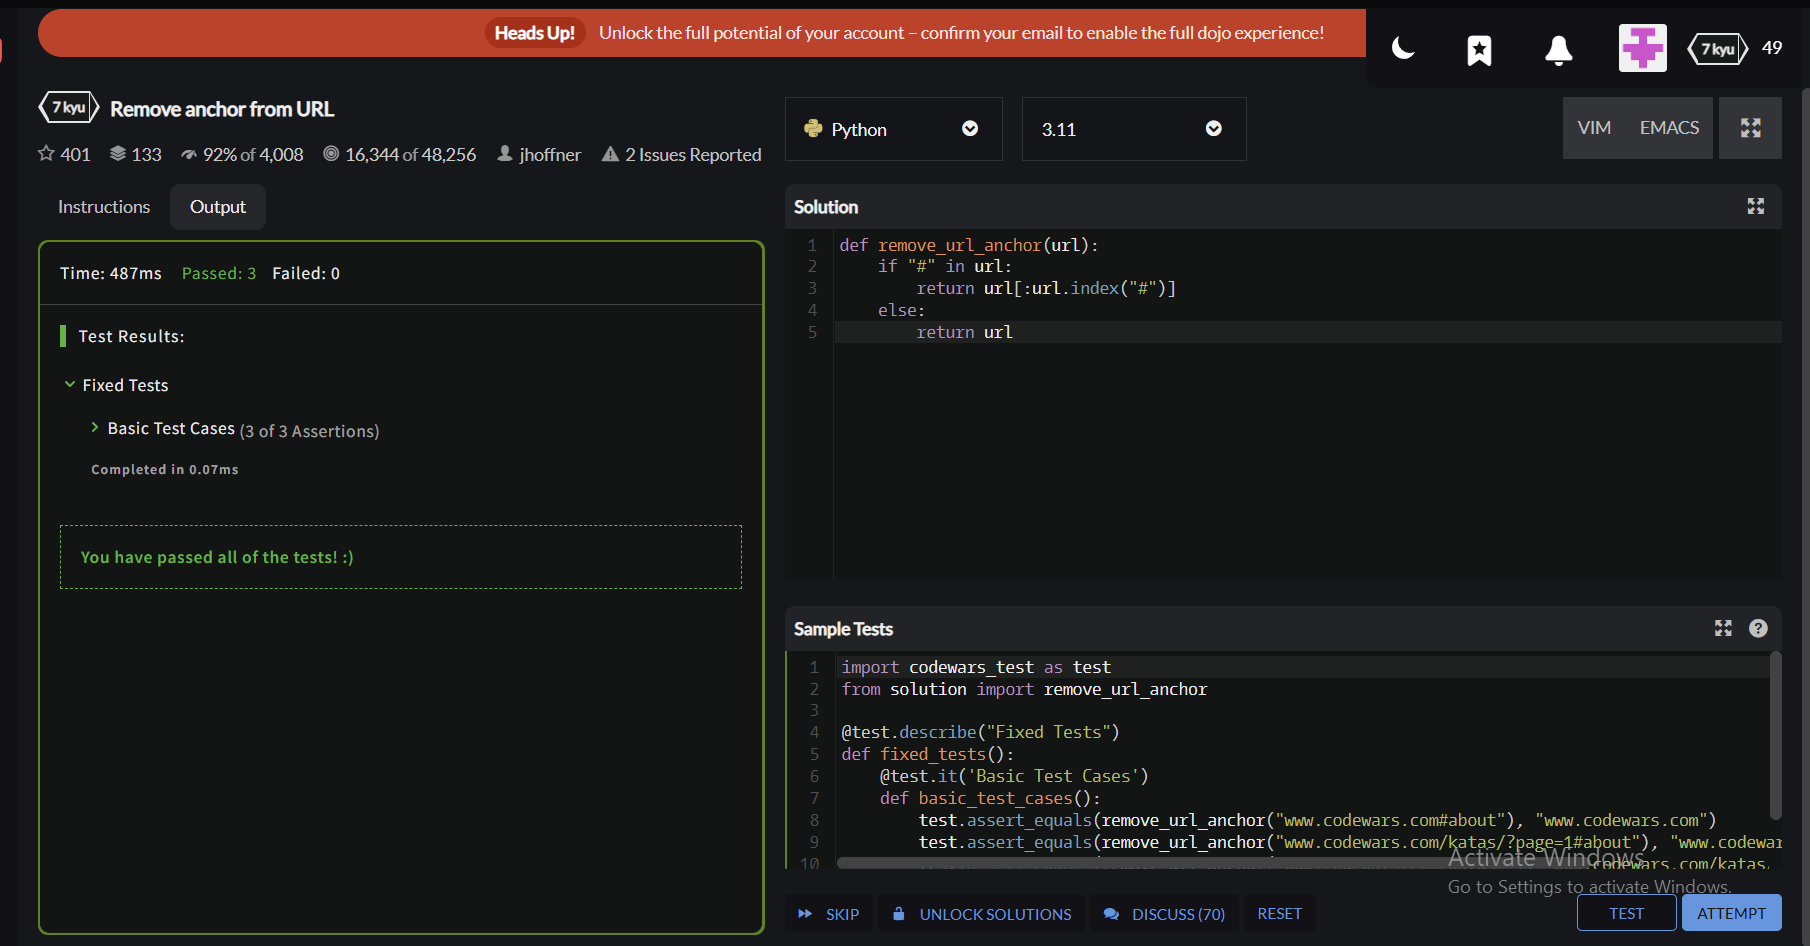 Heads Up! Unlock the full potential of your account – confirm your email to enable the full dojo experience!
7 kyu 49
7 kyu Remove anchor from URL
401 133 92% of 4,008 16,344 of 48,256 jhoffner 2 Issues Reported
Python 3.11 VIM EMACS
Instructions Output
Time: 487ms Passed: 3 Failed: 0
Test Results:
Fixed Tests
Basic Test Cases (3 of 3 Assertions)
Completed in 0.07ms
You have passed all of the tests! :)
Solution
1 def remove_url_anchor(url):
2     if "#" in url:
3         return url[:url.index("#")]
4     else:
5         return url
Sample Tests
1 import codewars_test as test
2 from solution import remove_url_anchor
3
4 @test.describe("Fixed Tests")
5 def fixed_tests():
6     @test.it('Basic Test Cases')
7     def basic_test_cases():
8         test.assert_equals(remove_url_anchor("www.codewars.com#about"), "www.codewars.com")
9         test.assert_equals(remove_url_anchor("www.codewars.com/katas/?page=1#about"), "www.codewar
10 codewars.com/katas.
Activate Windows
Go to Settings to activate Windows.
SKIP UNLOCK SOLUTIONS DISCUSS (70) RESET TEST ATTEMPT